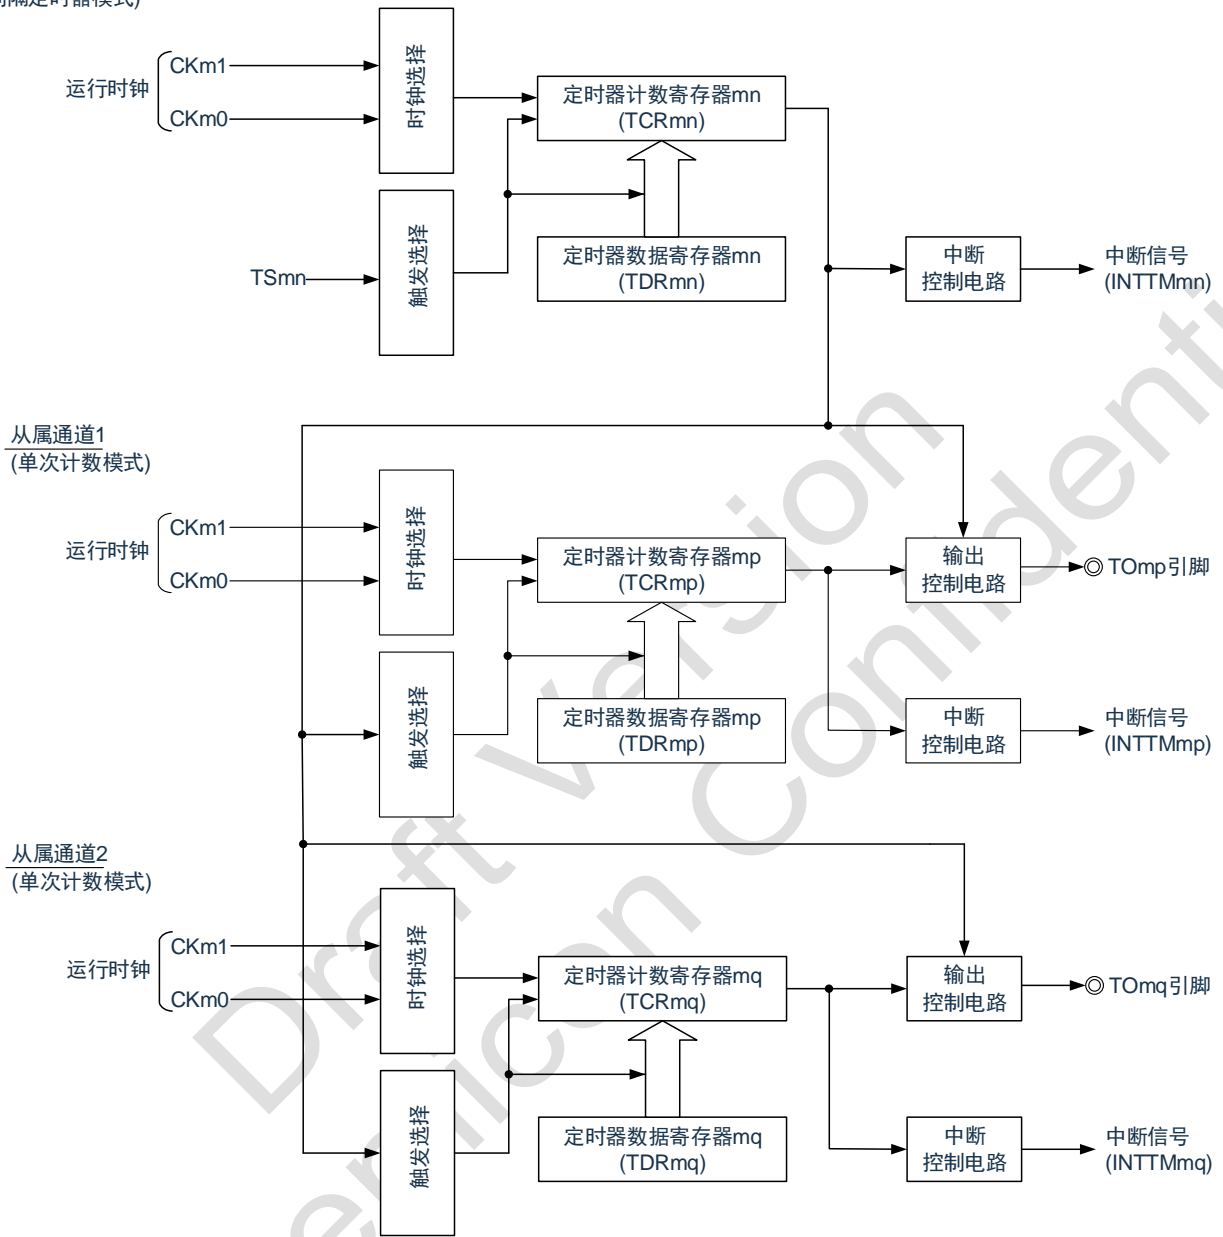 隔定时器模式)
运行时钟
CKm1
CKm0
时钟选择
定时器计数寄存器mn
(TCRmn)
TSmn
触发选择
定时器数据寄存器mn
(TDRmn)
中断
控制电路
中断信号
(INTTMmn)
从属通道1
(单次计数模式)
运行时钟
CKm1
CKm0
时钟选择
定时器计数寄存器mp
(TCRmp)
输出
控制电路
TOmp引脚
触发选择
定时器数据寄存器mp
(TDRmp)
中断
控制电路
中断信号
(INTTMmp)
从属通道2
(单次计数模式)
运行时钟
CKm1
CKm0
时钟选择
定时器计数寄存器mq
(TCRmq)
输出
控制电路
TOmq引脚
触发选择
定时器数据寄存器mq
(TDRmq)
中断
控制电路
中断信号
(INTTMmq)
Draft Version